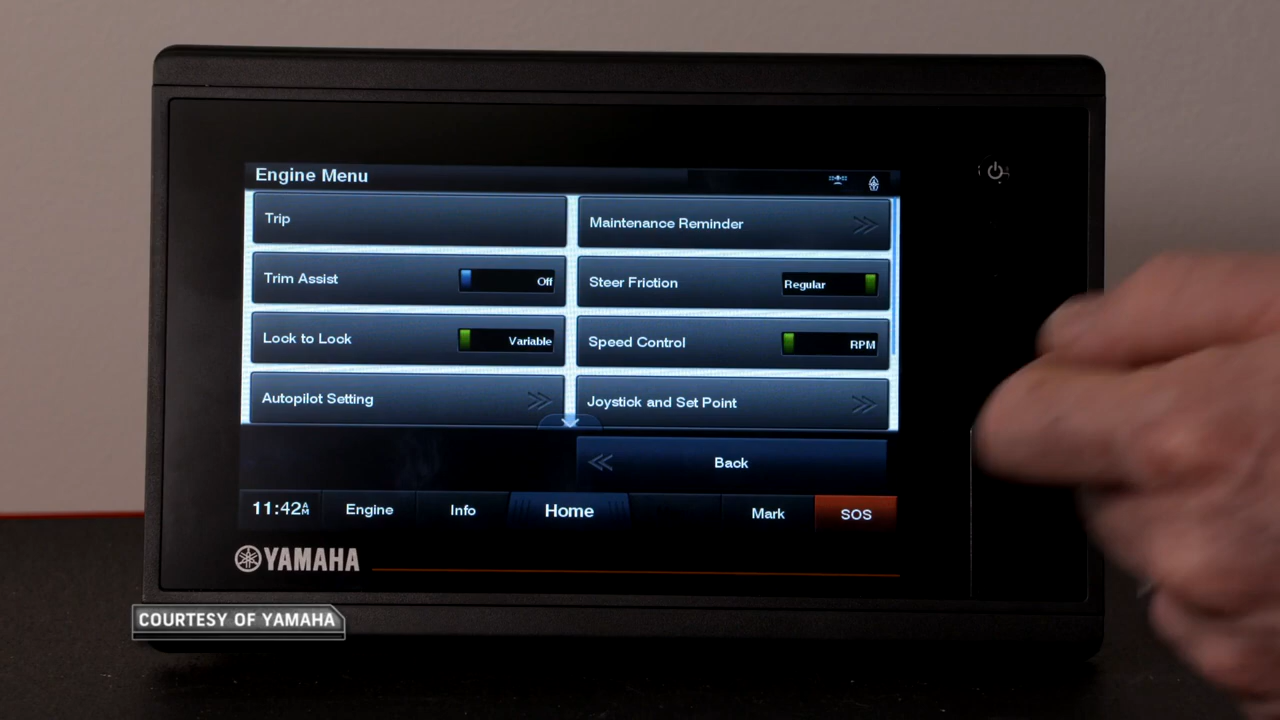 Engine Menu
Trip
Maintenance Reminder
Trim Assist Off
Steer Friction Regular
Lock to Lock Variable
Speed Control RPM
Autopilot Setting
Joystick and Set Point
Back
11:42AM Engine Info Home Mark SOS
YAMAHA
COURTESY OF YAMAHA